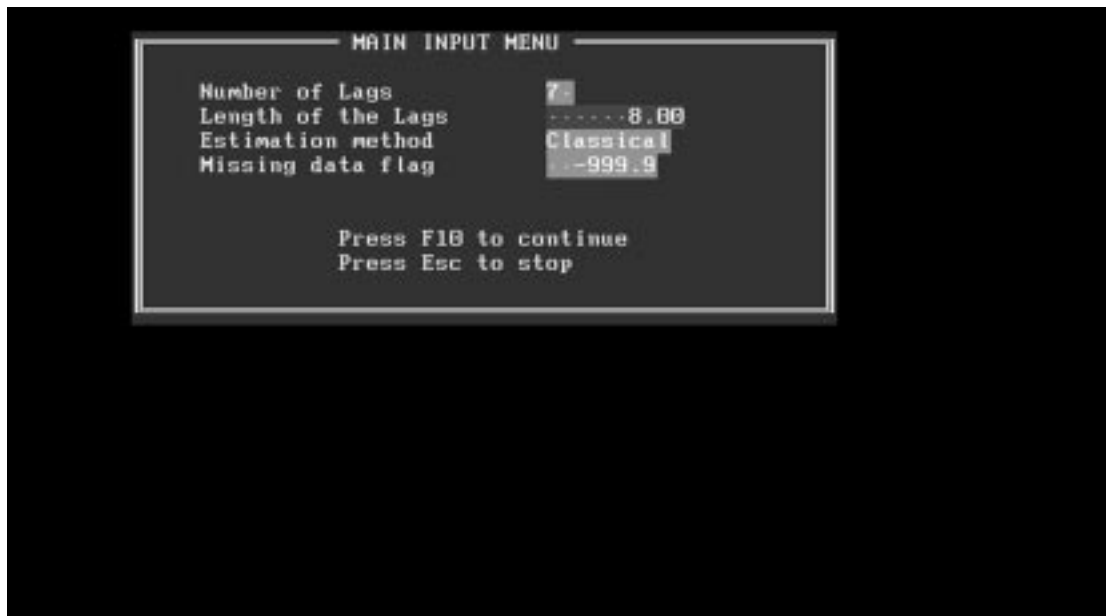 MAIN INPUT MENU
Number of Lags 7
Length of the Lags 8.00
Estimation method Classical
Missing data flag -999.9
Press F10 to continue
Press Esc to stop